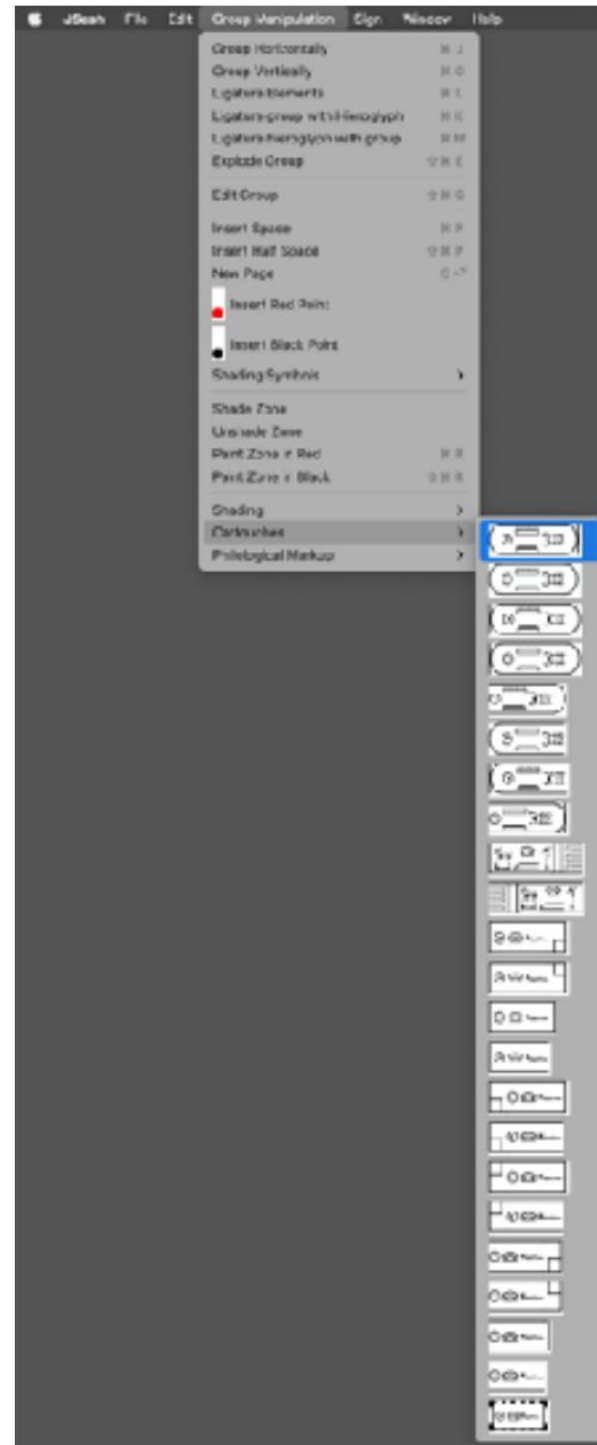 JSesh File Edit Group Manipulation Sign Window Help
Group Horizontally ⌘ J
Group Vertically ⌘ G
Ligature Elements ⌘ L
Ligature group with Hieroglyph ⌘ K
Ligature hieroglyph with group ⌘ M
Explode Group ⇧ ⌘ E
Edit Group ⇧ ⌘ G
Insert Space ⌘ P
Insert Half Space ⇧ ⌘ P
New Page
Insert Red Point
Insert Black Point
Shading Symbols
Shade Zone
Unshade Zone
Paint Zone in Red ⌘ R
Paint Zone in Black ⇧ ⌘ R
Shading
Cartouches
Philological Markup